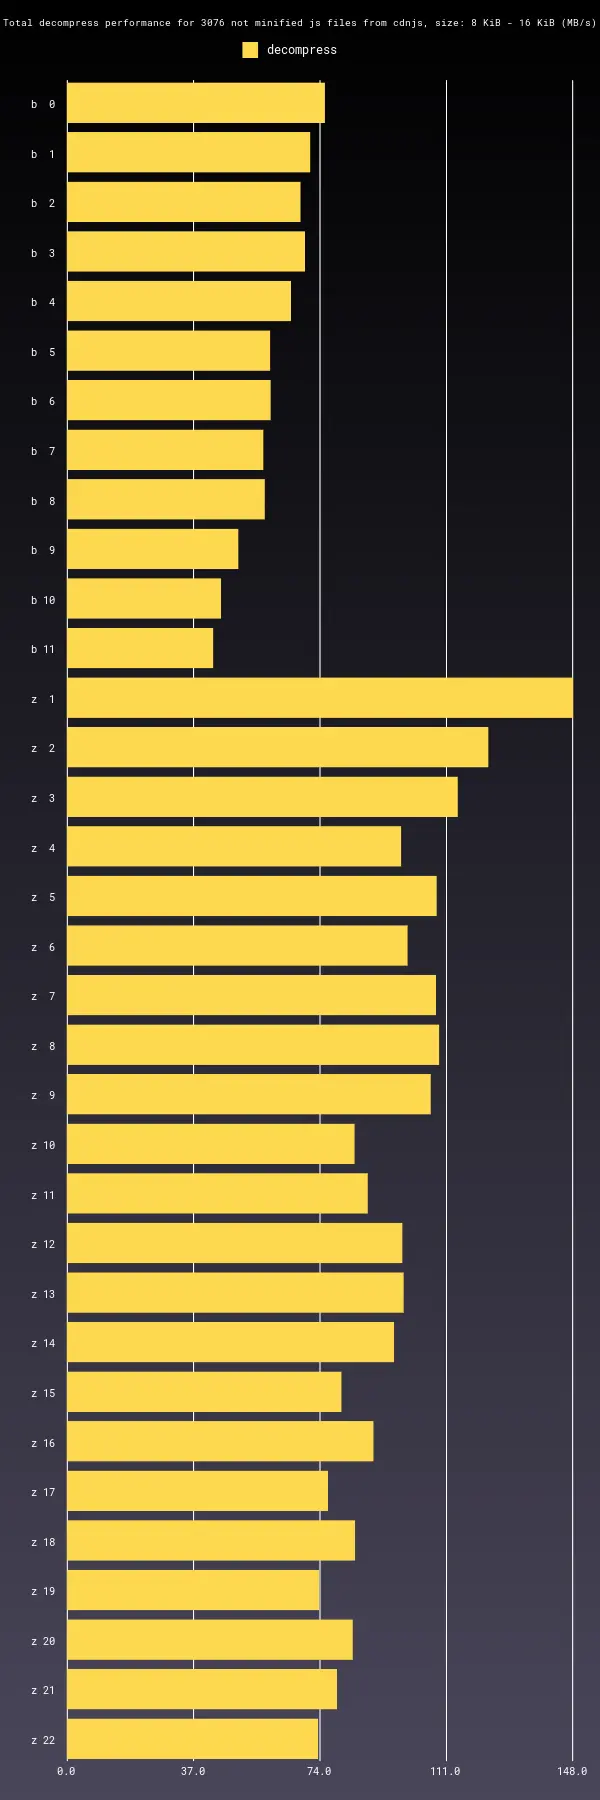 Total decompress performance for 3076 not minified js files from cdnjs, size: 8 KiB - 16 KiB (MB/s)
decompress
b 0
b 1
b 2
b 3
b 4
b 5
b 6
b 7
b 8
b 9
b 10
b 11
z 1
z 2
z 3
z 4
z 5
z 6
z 7
z 8
z 9
z 10
z 11
z 12
z 13
z 14
z 15
z 16
z 17
z 18
z 19
z 20
z 21
z 22
0.0 37.0 74.0 111.0 148.0